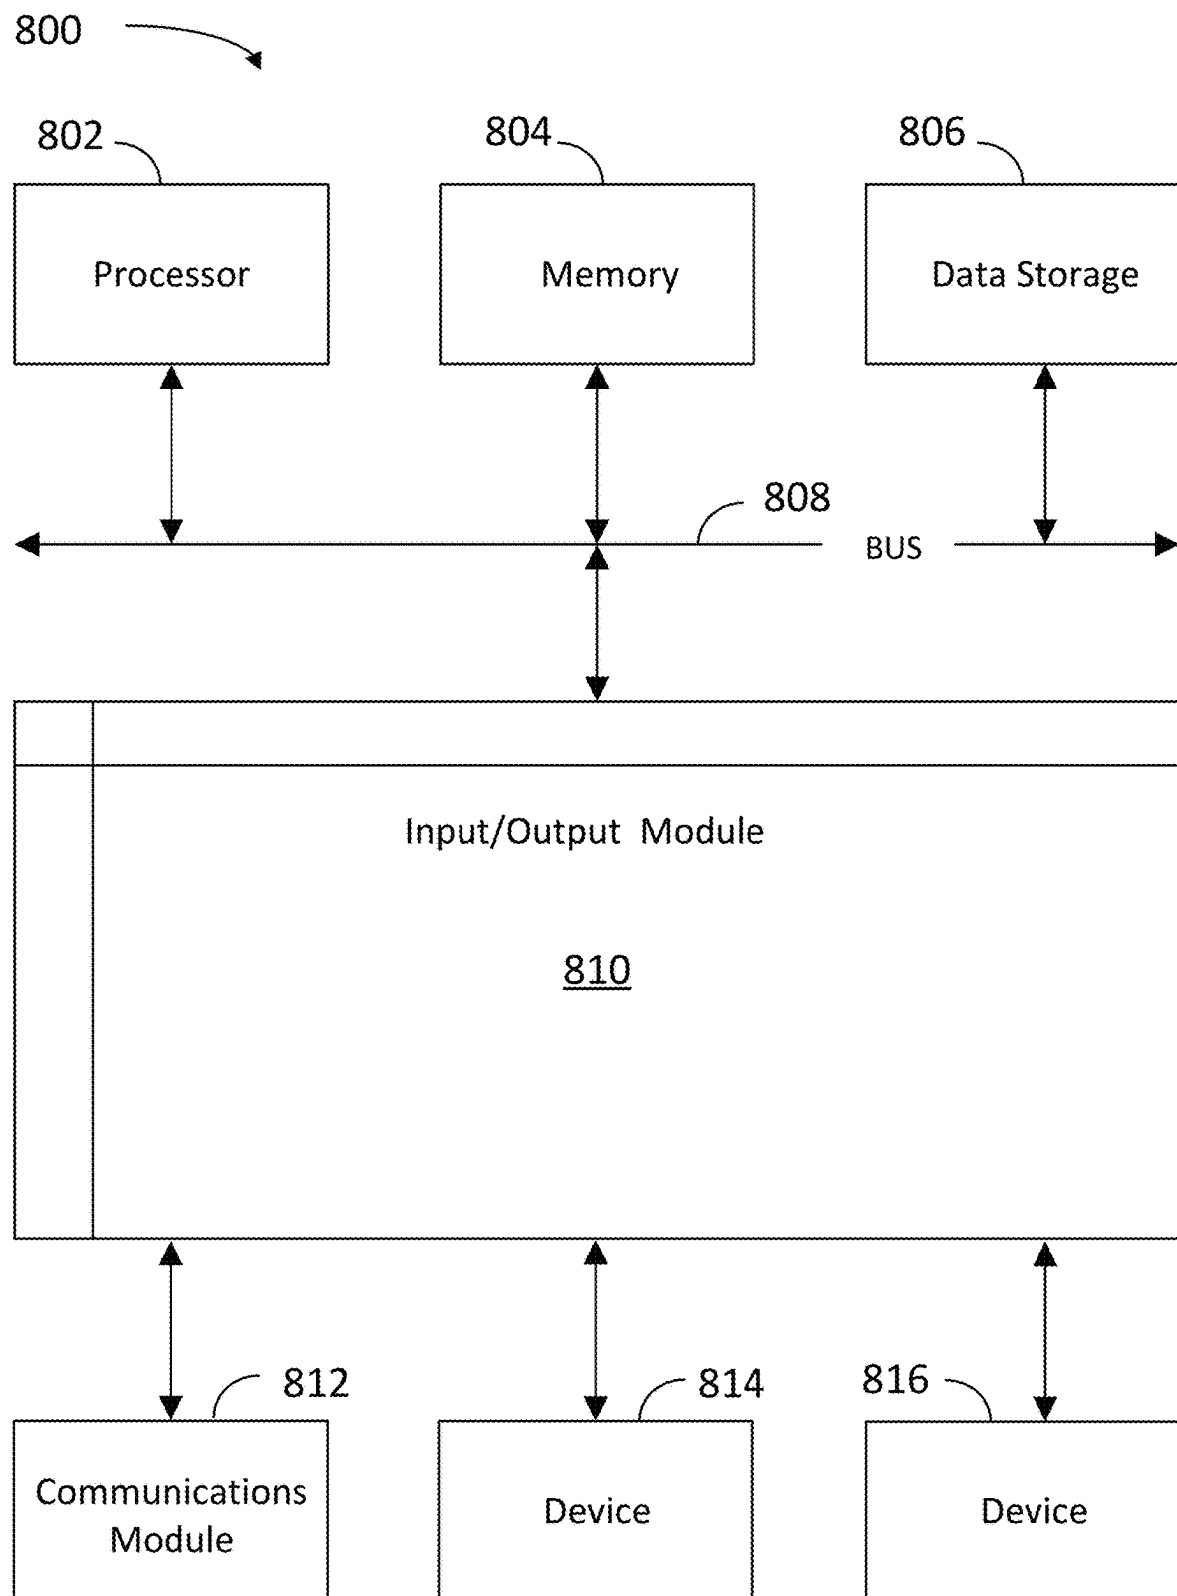 800
802
804
806
Processor
Memory
Data Storage
808
BUS
Input/Output Module
810
812
814
816
Communications
Module
Device
Device